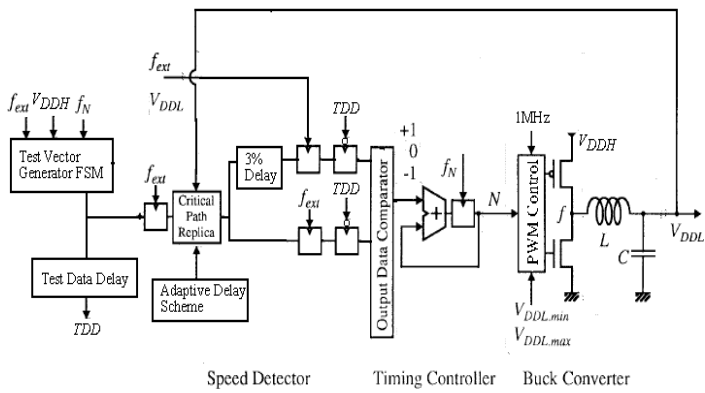 f_ext V_DDH f_N
Test Vector
Generator FSM
Test Data Delay
TDD
f_ext
V_DDL
f_ext
Critical
Path
Replica
Adaptive Delay
Scheme
3%
Delay
f_ext
TDD
TDD
Output Data Comparator
+1
0
-1
+
f_N
N
1MHz
PWM Control
V_DDL.min
V_DDL.max
V_DDH
f
L
C
V_DDL
Speed Detector Timing Controller Buck Converter